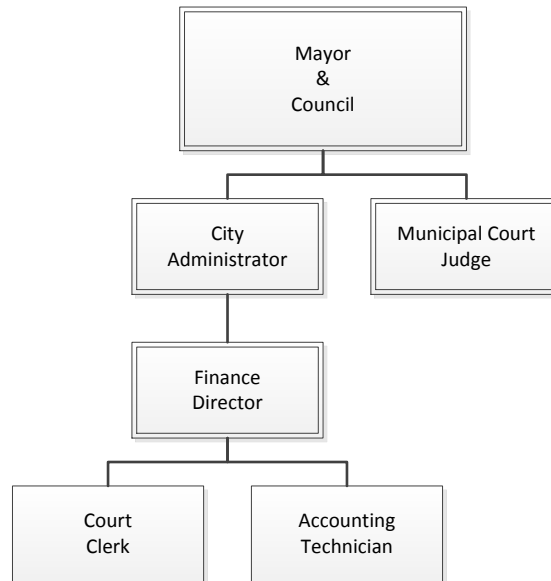 Mayor
&
Council
City
Administrator
Municipal Court
Judge
Finance
Director
Court
Clerk
Accounting
Technician